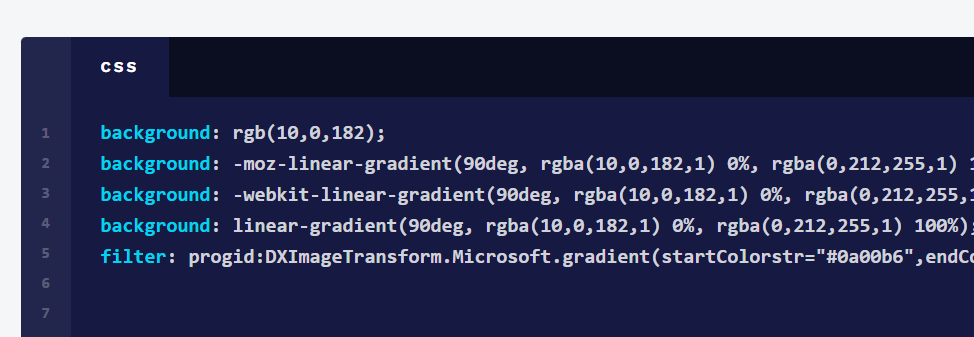 css
1 background: rgb(10,0,182);
2 background: -moz-linear-gradient(90deg, rgba(10,0,182,1) 0%, rgba(0,212,255,1) 1
3 background: -webkit-linear-gradient(90deg, rgba(10,0,182,1) 0%, rgba(0,212,255,1
4 background: linear-gradient(90deg, rgba(10,0,182,1) 0%, rgba(0,212,255,1) 100%);
5 filter: progid:DXImageTransform.Microsoft.gradient(startColorstr="#0a00b6",endCo
6
7